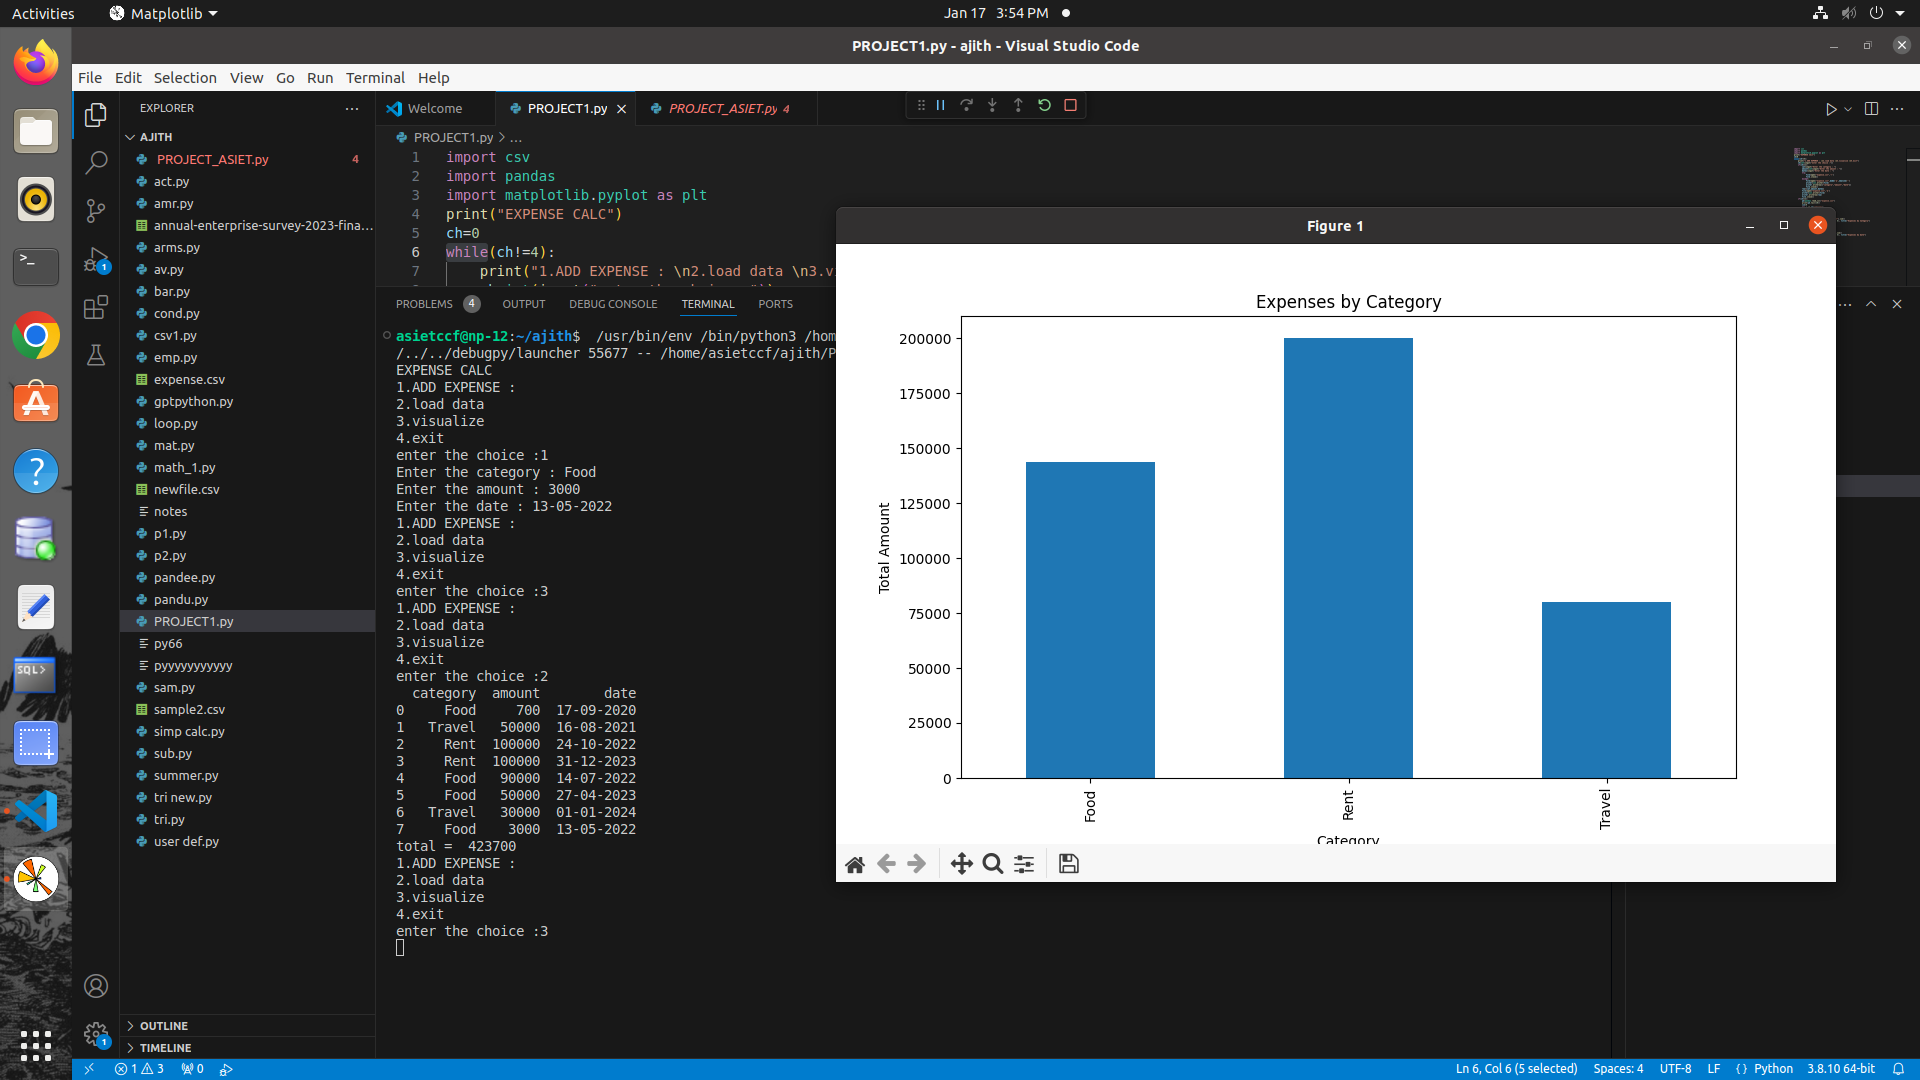 Activities
Matplotlib
Jan 17 3:54 PM
PROJECT1.py - ajith - Visual Studio Code
File Edit Selection View Go Run Terminal Help
EXPLORER
AJITH
PROJECT_ASIET.py 4
act.py
amr.py
annual-enterprise-survey-2023-fina...
arms.py
av.py
bar.py
cond.py
csv1.py
emp.py
expense.csv
gptpython.py
loop.py
mat.py
math_1.py
newfile.csv
notes
p1.py
p2.py
pandee.py
pandu.py
PROJECT1.py
py66
pyyyyyyyyyyy
sam.py
sample2.csv
simp calc.py
sub.py
summer.py
tri new.py
tri.py
user def.py
OUTLINE
TIMELINE
Welcome
PROJECT1.py
PROJECT_ASIET.py 4
PROJECT1.py > ...
1 import csv
2 import pandas
3 import matplotlib.pyplot as plt
4 print("EXPENSE CALC")
5 ch=0
6 while(ch!=4):
7 print("1.ADD EXPENSE : \n2.load data \n3.v
PROBLEMS 4 OUTPUT DEBUG CONSOLE TERMINAL PORTS
asietccf@np-12:~/ajith$ /usr/bin/env /bin/python3 /hom
/../../debugpy/launcher 55677 -- /home/asietccf/ajith/P
EXPENSE CALC
1.ADD EXPENSE :
2.load data
3.visualize
4.exit
enter the choice :1
Enter the category : Food
Enter the amount : 3000
Enter the date : 13-05-2022
1.ADD EXPENSE :
2.load data
3.visualize
4.exit
enter the choice :3
1.ADD EXPENSE :
2.load data
3.visualize
4.exit
enter the choice :2
category amount date
0 Food 700 17-09-2020
1 Travel 50000 16-08-2021
2 Rent 100000 24-10-2022
3 Rent 100000 31-12-2023
4 Food 90000 14-07-2022
5 Food 50000 27-04-2023
6 Travel 30000 01-01-2024
7 Food 3000 13-05-2022
total = 423700
1.ADD EXPENSE :
2.load data
3.visualize
4.exit
enter the choice :3
Figure 1
Expenses by Category
200000
175000
150000
125000
100000
75000
50000
25000
0
Total Amount
Food
Rent
Travel
Category
SQL>
1
1
1 3
0
Ln 6, Col 6 (5 selected)
Spaces: 4
UTF-8
LF
{ } Python
3.8.10 64-bit